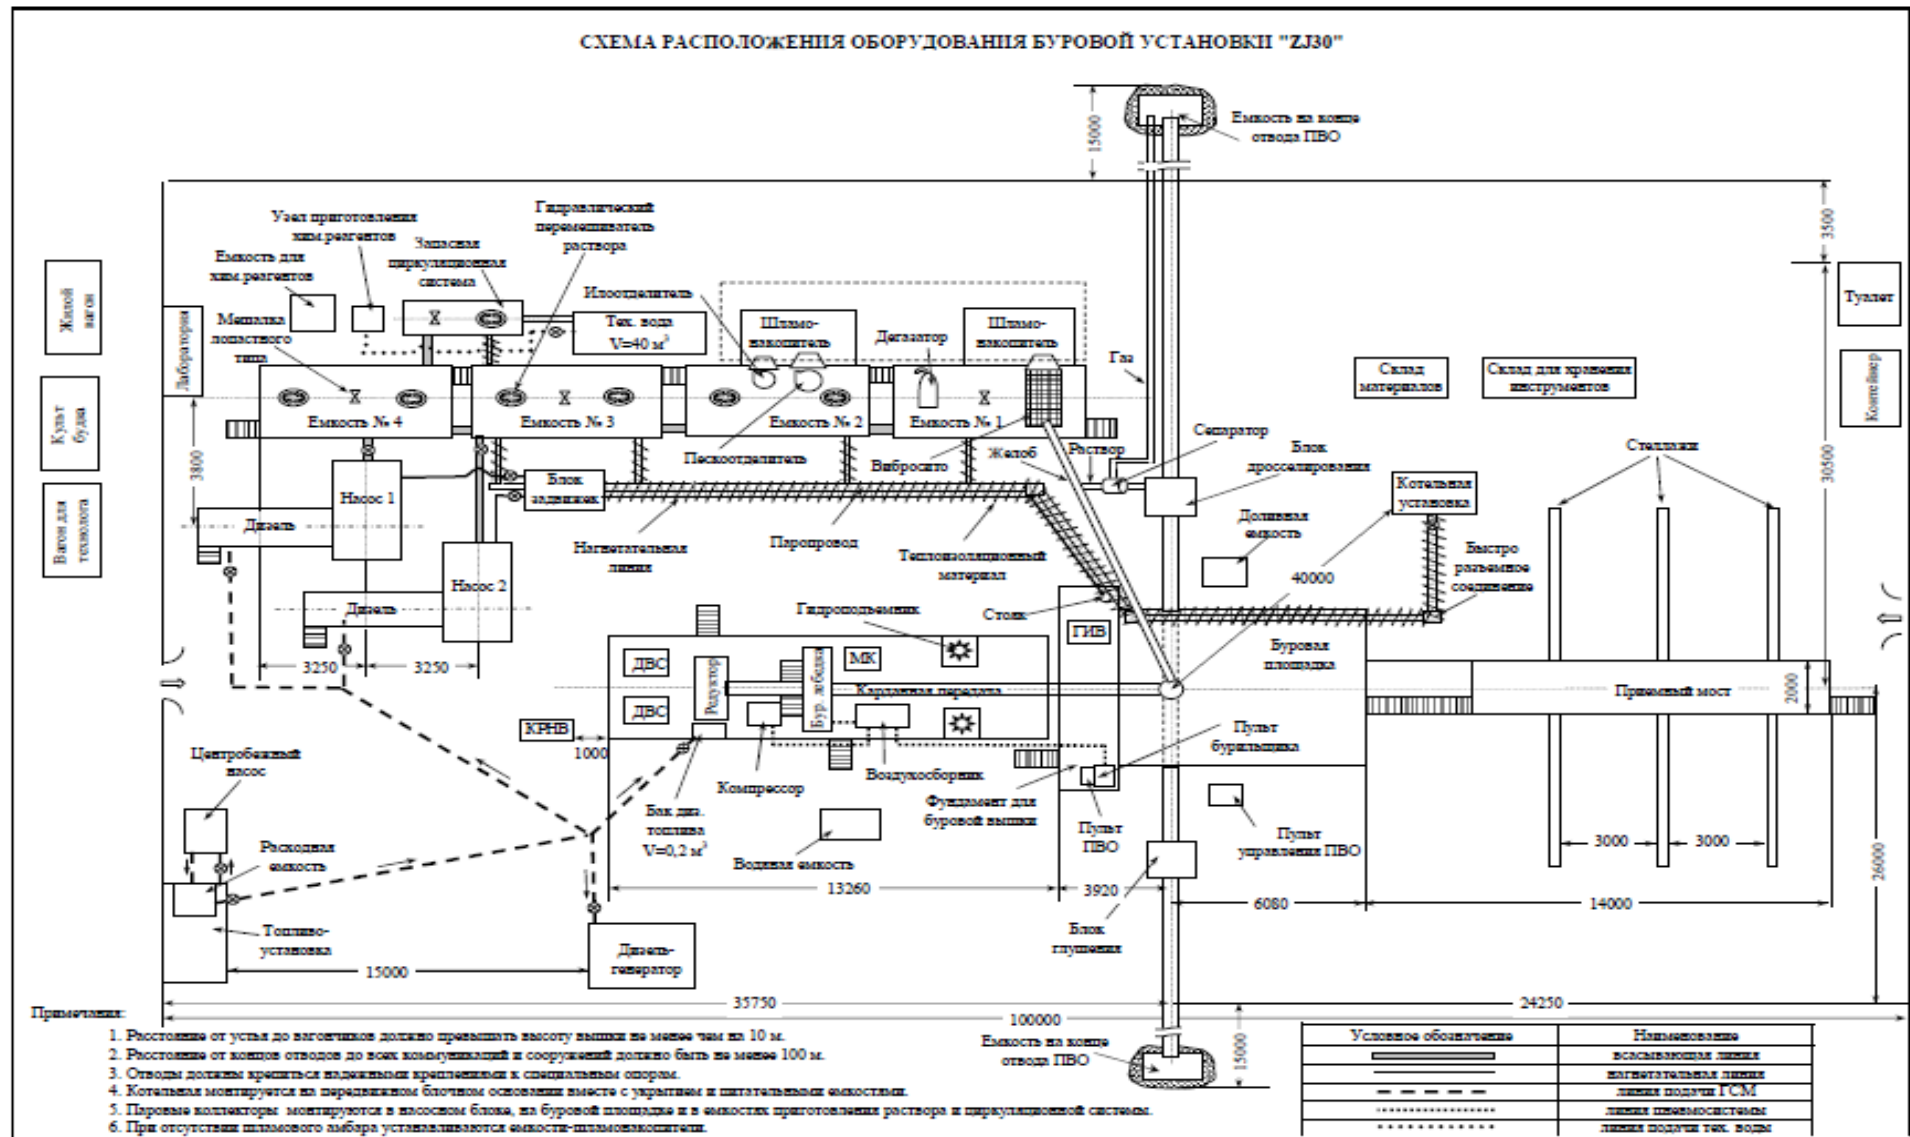 СХЕМА РАСПОЛОЖЕНИЯ ОБОРУДОВАНИЯ БУРОВОЙ УСТАНОВКИ "ZJ30"
Емкость на конце
отвода ПВО
15000
3500
Узел приготовления
хим.реагентов
Гидравлический
перемешиватель
раствора
Запасная
циркуляционная
система
Емкость для
хим.реагентов
Илоотделитель
Жилой
вагон
Туалет
Лаборатория
Мешалка
лопастного
типа
Тех. вода
V=40 м³
Шламо-
накопитель
Дегазатор
Шламо-
накопитель
Газ
Склад
материалов
Склад для хранения
инструментов
Контейнер
Культ
будка
Емкость № 4
Емкость № 3
Емкость № 2
Емкость № 1
3800
Пескоотделитель
Вибросито
Желоб
Раствор
Сепаратор
Блок
дросселирования
Стеллажи
30500
Вагон для
технолога
Насос 1
Блок
задвижек
Котельная
установка
Дизель
Нагнетательная
линия
Паропровод
Теплоизоляционный
материал
Доливная
емкость
40000
Быстро
разъемное
соединение
Насос 2
Дизель
Гидроподъемник
Стояк
ГИВ
Буровая
площадка
3250
3250
ДВС
Редуктор
Бур. лебедка
МК
Карданная передача
Приемный мост
2000
ДВС
КРНВ
1000
Пульт
бурильщика
Центробежный
насос
Компрессор
Воздухосборник
Фундамент для
буровой вышки
Бак диз.
топлива
V=0,2 м³
Водяная емкость
Пульт
ПВО
Пульт
управления ПВО
3000
3000
26000
Расходная
емкость
13260
3920
6080
14000
Топливо-
установка
Дизель-
генератор
Блок
глушения
15000
35750
24250
100000
Емкость на конце
отвода ПВО
15000
Примечания:
1. Расстояние от устья до вагончиков должно превышать высоту вышки не менее чем на 10 м.
2. Расстояние от концов отводов до всех коммуникаций и сооружений должно быть не менее 100 м.
3. Отводы должны крепиться надежными креплениями к специальным опорам.
4. Котельная монтируется на передвижном блочном основании вместе с укрытием и питательными емкостями.
5. Паровые коллекторы монтируются в насосном блоке, на буровой площадке и в емкостях приготовления раствора и циркуляционной системы.
6. При отсутствии шламового амбара устанавливаются емкости-шламонакопители.
Условное обозначение Наименование
всасывающая линия
нагнетательная линия
линия подачи ГСМ
линия пневмосистемы
линия подачи тех. воды